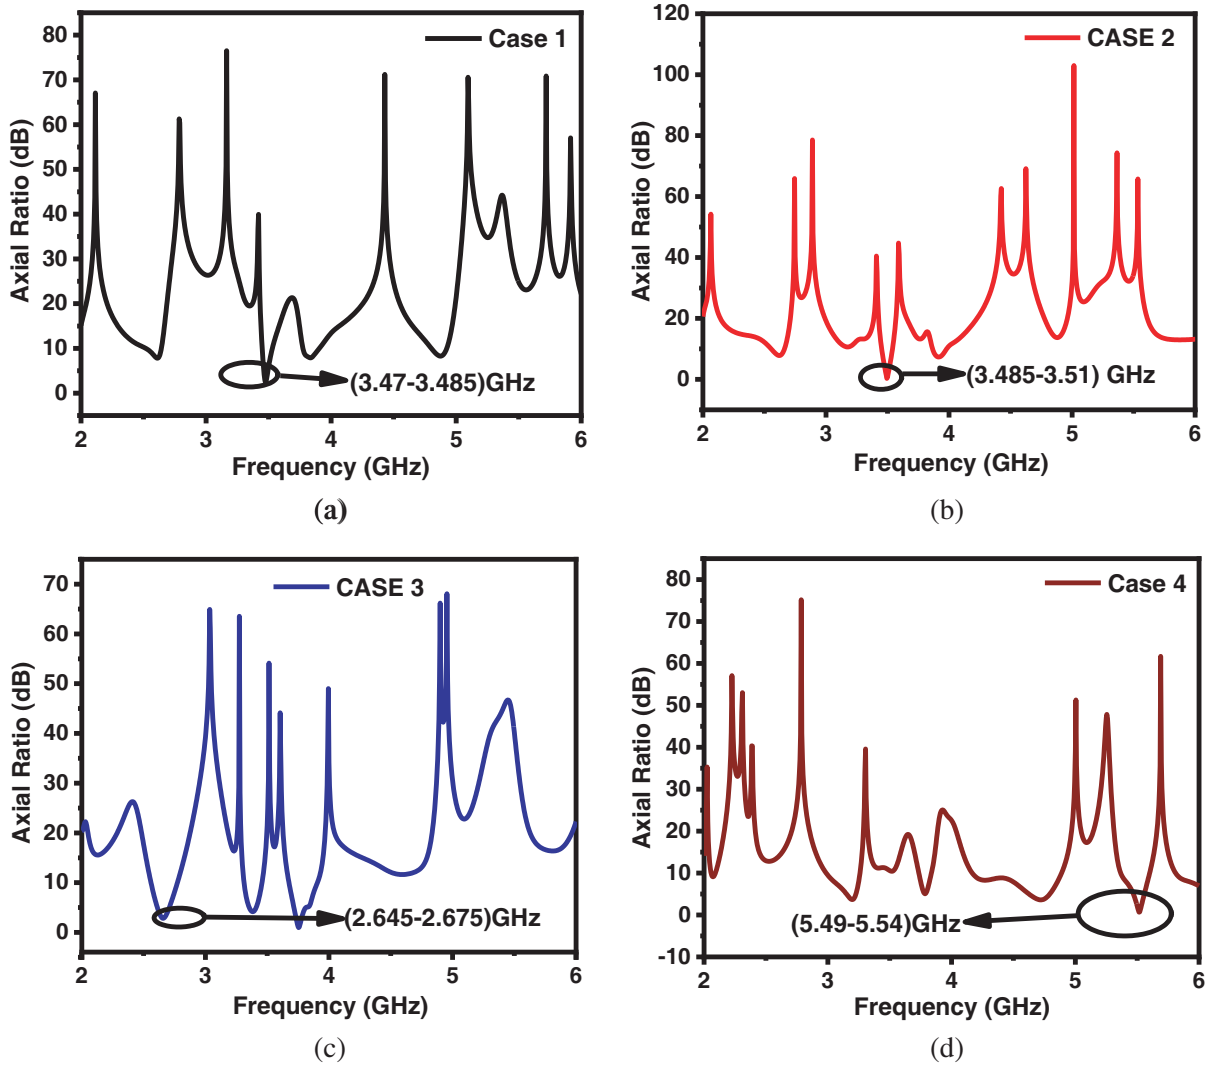 Case 1
Axial Ratio (dB)
80
70
60
50
40
30
20
10
0
(3.47-3.485)GHz
2 3 4 5 6
Frequency (GHz)
(a)
CASE 2
Axial Ratio (dB)
120
100
80
60
40
20
0
(3.485-3.51) GHz
2 3 4 5 6
Frequency (GHz)
(b)
CASE 3
Axial Ratio (dB)
70
60
50
40
30
20
10
0
(2.645-2.675)GHz
2 3 4 5 6
Frequency (GHz)
(c)
Case 4
Axial Ratio (dB)
80
70
60
50
40
30
20
10
0
-10
(5.49-5.54)GHz
2 3 4 5 6
Frequency (GHz)
(d)